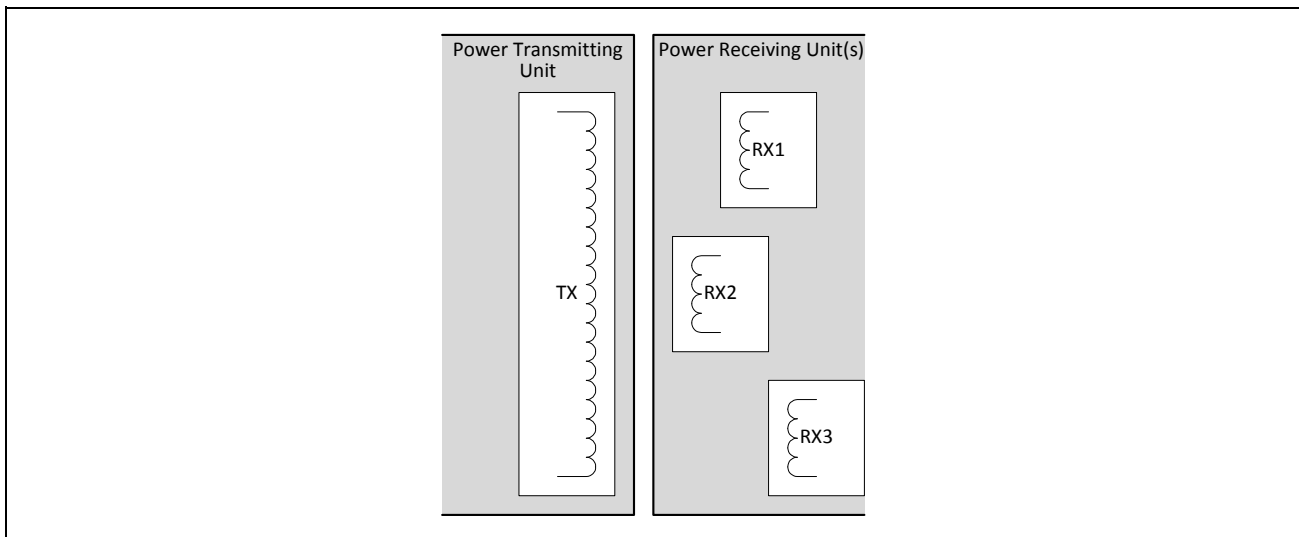 Power Transmitting
Unit
Power Receiving Unit(s)
RX1
TX
RX2
RX3